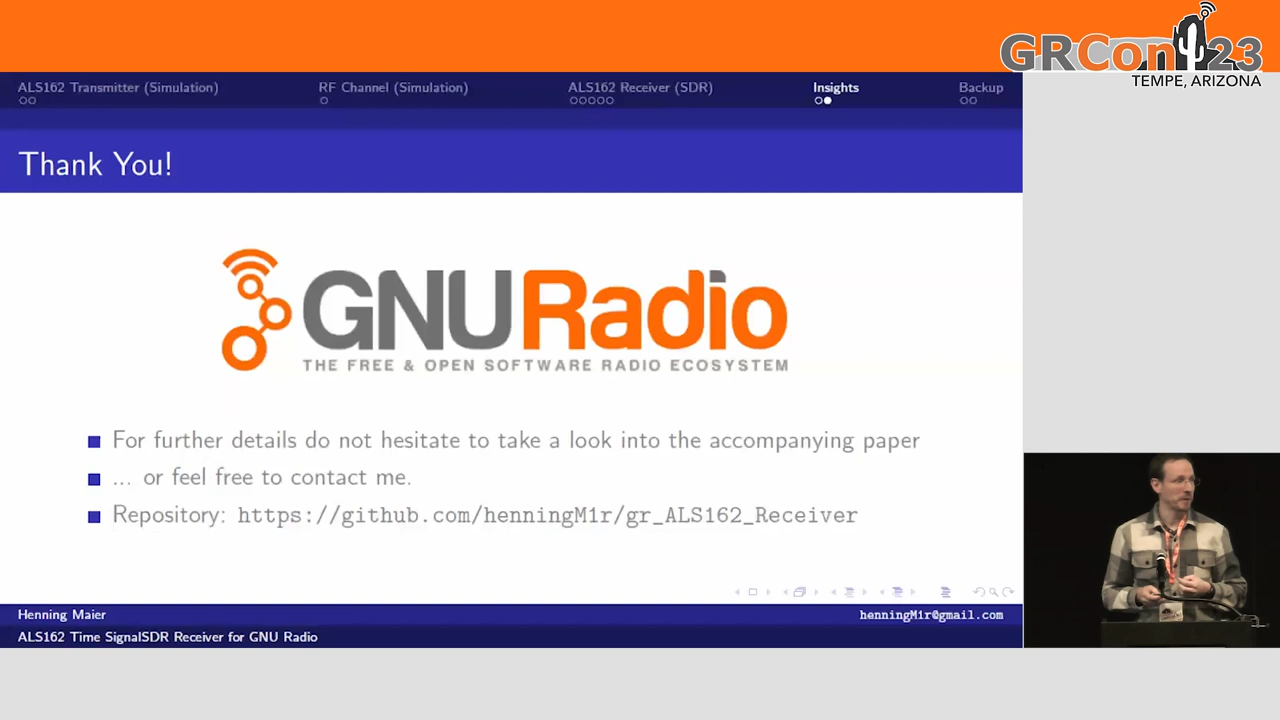 GRCon 23
TEMPE, ARIZONA
ALS162 Transmitter (Simulation)
RF Channel (Simulation)
ALS162 Receiver (SDR)
Insights
Backup
Thank You!
GNURadio
THE FREE & OPEN SOFTWARE RADIO ECOSYSTEM
For further details do not hesitate to take a look into the accompanying paper
... or feel free to contact me.
Repository: https://github.com/henningM1r/gr_ALS162_Receiver
Henning Maier
henningM1r@gmail.com
ALS162 Time SignalSDR Receiver for GNU Radio